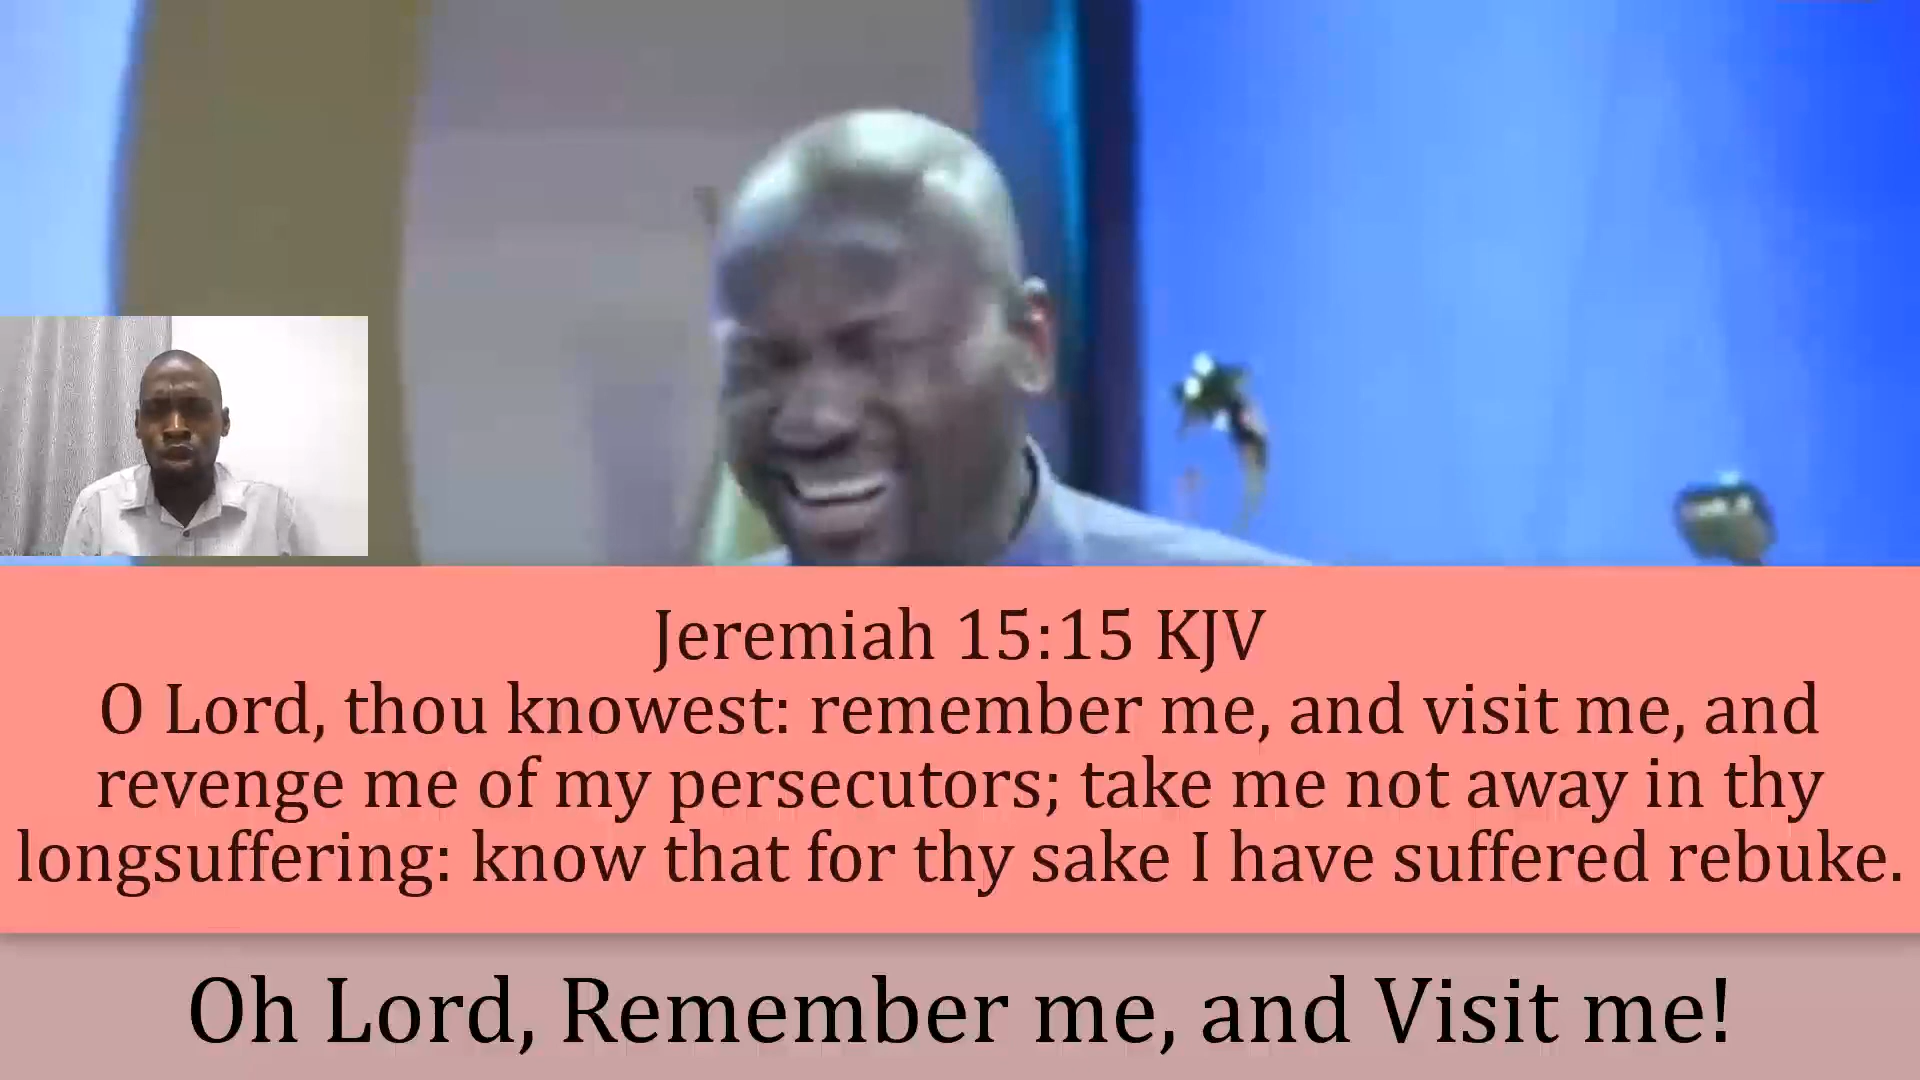 Jeremiah 15:15 KJV
O Lord, thou knowest: remember me, and visit me, and
revenge me of my persecutors; take me not away in thy
longsuffering: know that for thy sake I have suffered rebuke.
Oh Lord, Remember me, and Visit me!